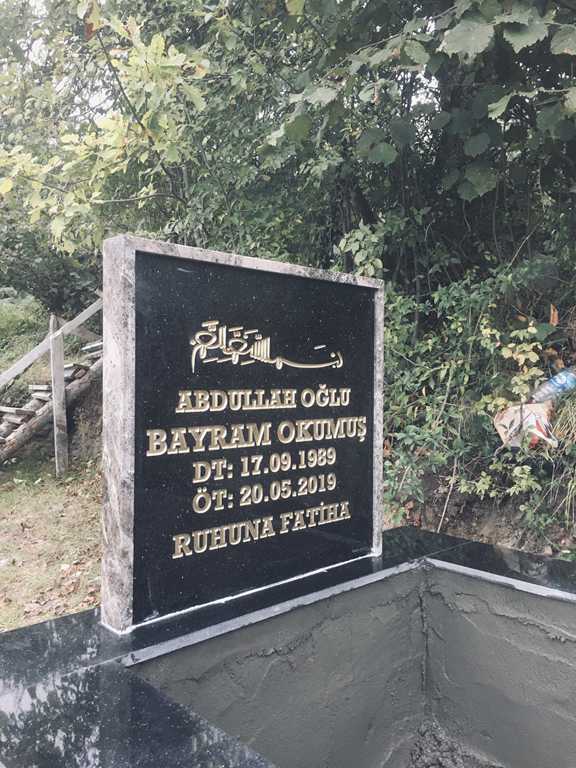 بسم الله الرحمن الرحيم
ABDULLAH OĞLU
BAYRAM OKUMUŞ
DT: 17.09.1989
ÖT: 20.05.2019
RUHUNA FATİHA